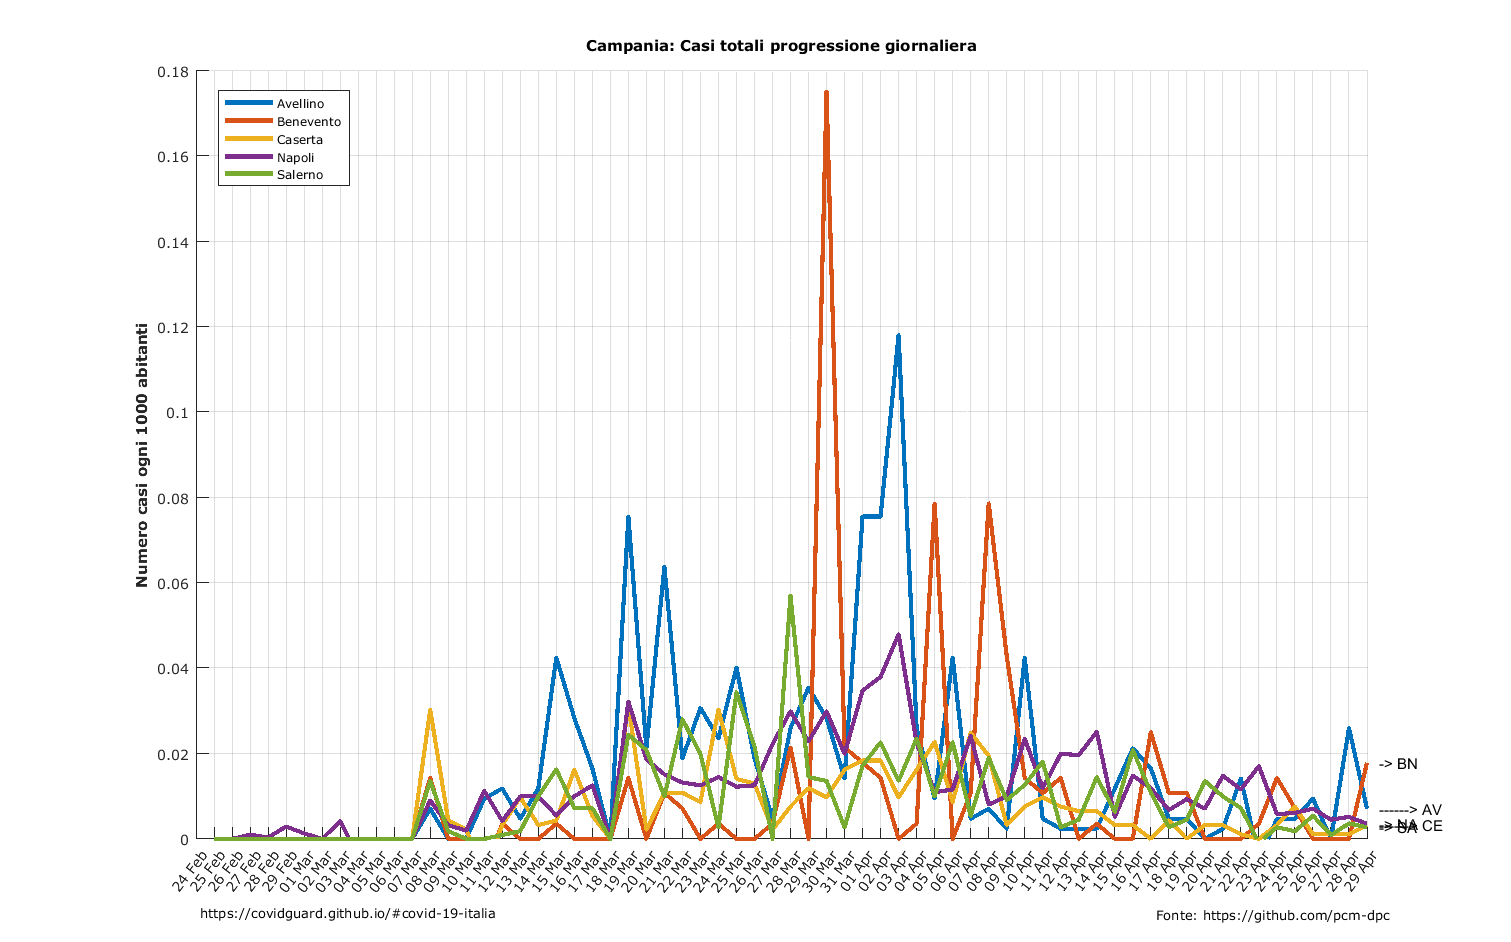 Campania: Casi totali progressione giornaliera
Numero casi ogni 1000 abitanti
0.18
0.16
0.14
0.12
0.1
0.08
0.06
0.04
0.02
0
Avellino
Benevento
Caserta
Napoli
Salerno
-> BN
------> AV
-> NA
CE
SA
24 Feb
25 Feb
26 Feb
27 Feb
28 Feb
29 Feb
01 Mar
02 Mar
03 Mar
04 Mar
05 Mar
06 Mar
07 Mar
08 Mar
09 Mar
10 Mar
11 Mar
12 Mar
13 Mar
14 Mar
15 Mar
16 Mar
17 Mar
18 Mar
19 Mar
20 Mar
21 Mar
22 Mar
23 Mar
24 Mar
25 Mar
26 Mar
27 Mar
28 Mar
29 Mar
30 Mar
31 Mar
01 Apr
02 Apr
03 Apr
04 Apr
05 Apr
06 Apr
07 Apr
08 Apr
09 Apr
10 Apr
11 Apr
12 Apr
13 Apr
14 Apr
15 Apr
16 Apr
17 Apr
18 Apr
19 Apr
20 Apr
21 Apr
22 Apr
23 Apr
24 Apr
25 Apr
26 Apr
27 Apr
28 Apr
29 Apr
https://covidguard.github.io/#covid-19-italia
Fonte: https://github.com/pcm-dpc